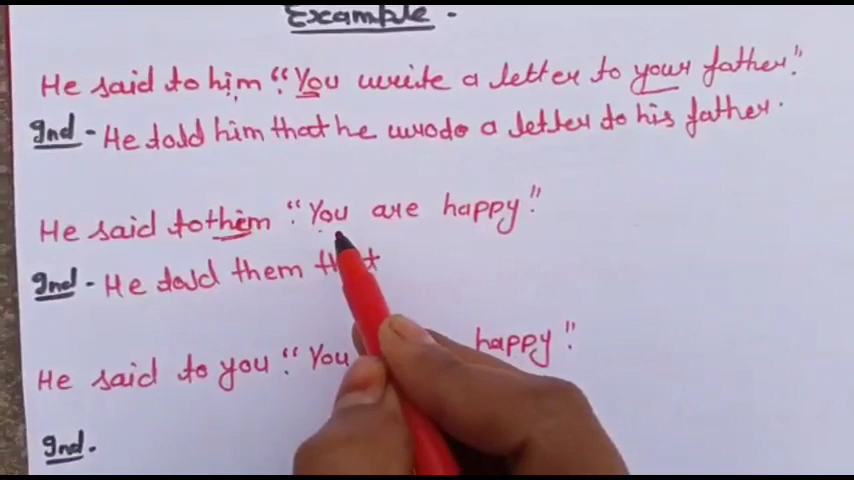 Example -
He said to him "You write a letter to your father."
Ind - He told him that he wrode a letter to his father.
He said to them "You are happy"
Ind - He told them that
He said to you "You happy"
Ind.